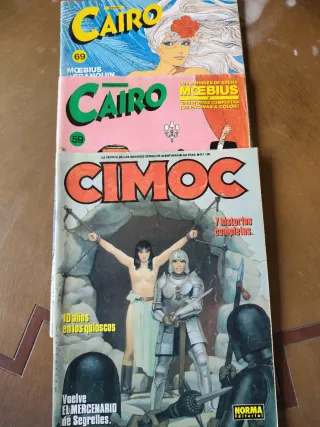 CAIRO
69
MOEBIUS
CAIRO
59
MOEBIUS
CIMOC
7 historias
completas.
10 años
en los quioscos
Vuelve
EL MERCENARIO
de Segrelles.
NORMA
Editorial